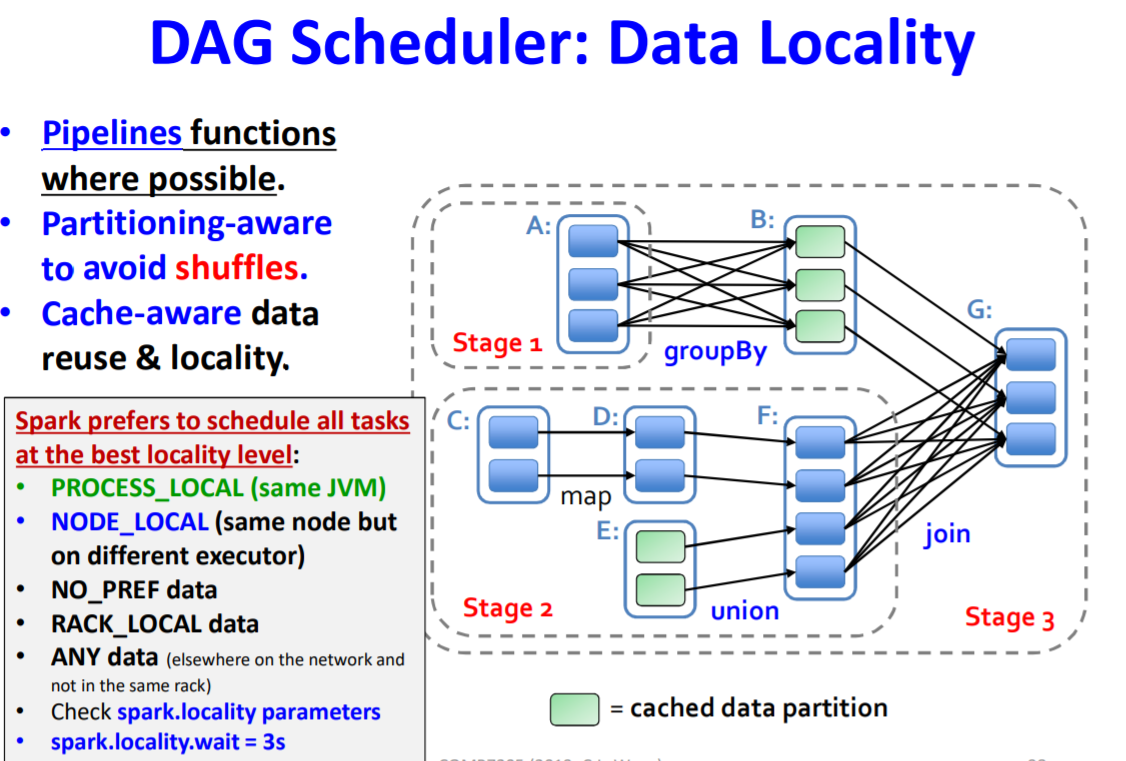 DAG Scheduler: Data Locality
• Pipelines functions
where possible.
• Partitioning-aware
to avoid shuffles.
• Cache-aware data
reuse & locality.
Spark prefers to schedule all tasks
at the best locality level:
• PROCESS_LOCAL (same JVM)
• NODE_LOCAL (same node but
on different executor)
• NO_PREF data
• RACK_LOCAL data
• ANY data (elsewhere on the network and
not in the same rack)
• Check spark.locality parameters
• spark.locality.wait = 3s
A:
B:
Stage 1
groupBy
G:
C:
D:
F:
map
E:
join
Stage 2
union
Stage 3
= cached data partition